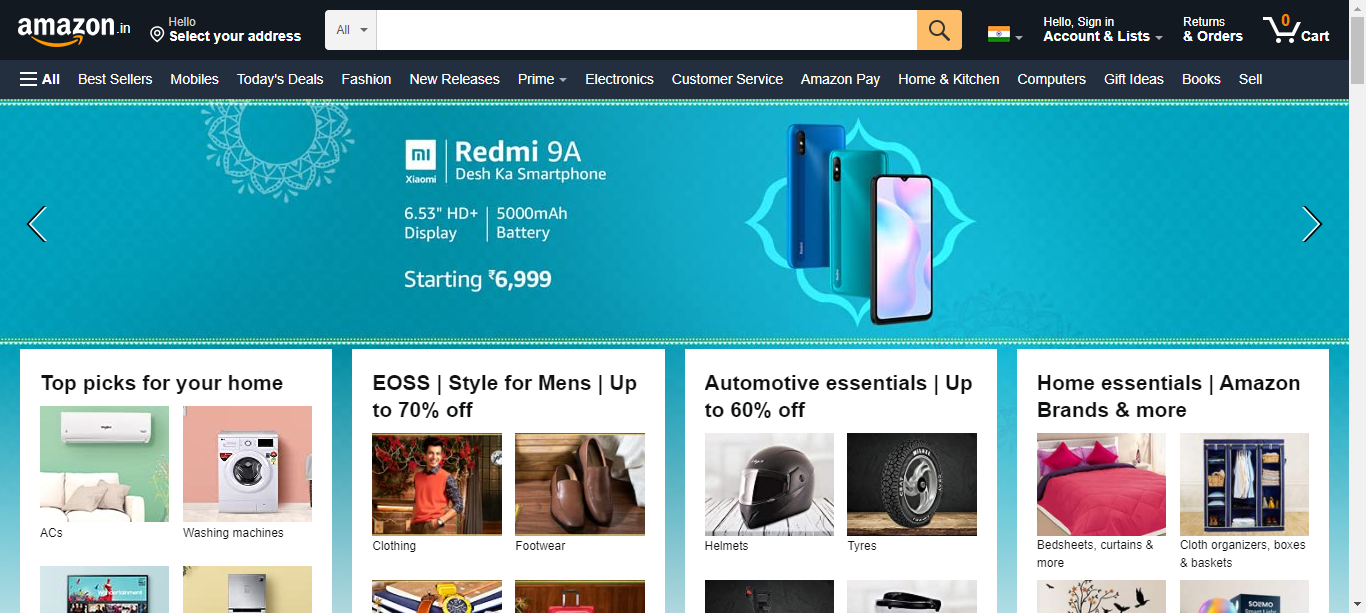 amazon.in
Hello
Select your address
All
Hello, Sign in
Account & Lists
Returns
& Orders
0
Cart
All Best Sellers Mobiles Today's Deals Fashion New Releases Prime Electronics Customer Service Amazon Pay Home & Kitchen Computers Gift Ideas Books Sell
mi
Xiaomi
Redmi 9A
Desh Ka Smartphone
6.53" HD+
Display
5000mAh
Battery
Starting ₹6,999
Top picks for your home
ACs
Washing machines
EOSS | Style for Mens | Up
to 70% off
Clothing
Footwear
Automotive essentials | Up
to 60% off
Helmets
Tyres
Home essentials | Amazon
Brands & more
Bedsheets, curtains &
more
Cloth organizers, boxes
& baskets
SOLIMO